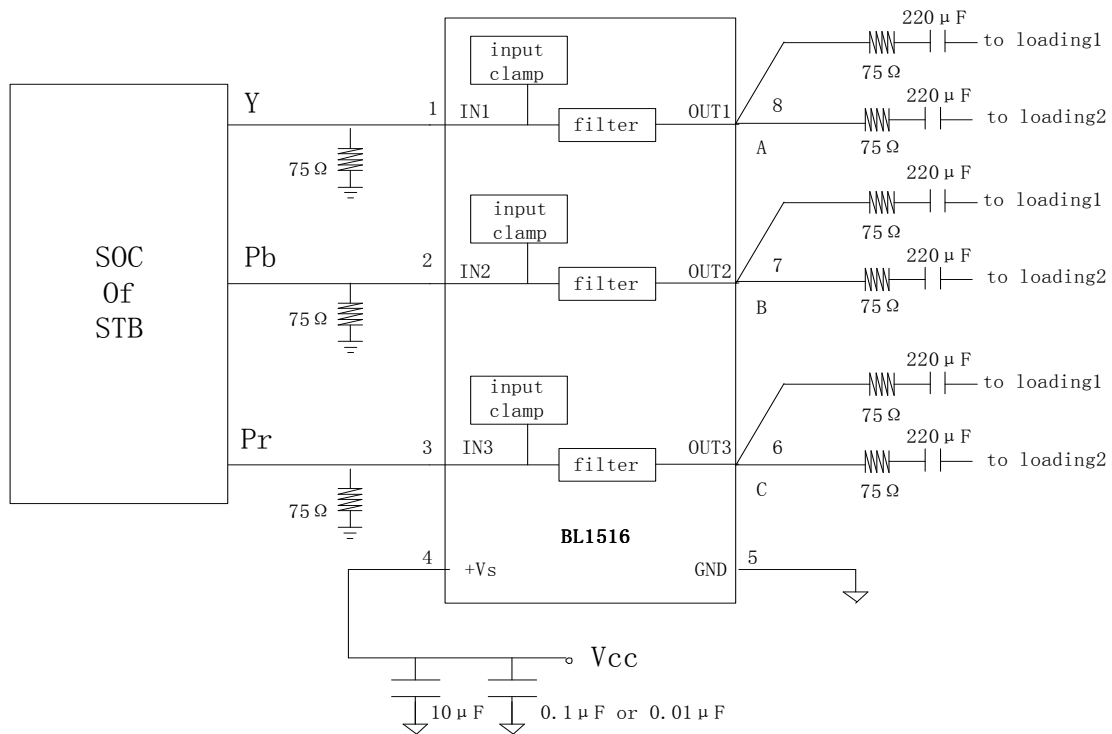 220μF
to loading1
75Ω
input
clamp
Y
1
IN1
filter
OUT1
8
220μF
to loading2
75Ω
A
75Ω
220μF
to loading1
75Ω
input
clamp
SOC
Of
STB
Pb
2
IN2
filter
OUT2
7
220μF
to loading2
75Ω
B
75Ω
220μF
to loading1
75Ω
input
clamp
Pr
3
IN3
filter
OUT3
6
220μF
to loading2
75Ω
C
75Ω
BL1516
4
+Vs
GND
5
Vcc
10μF
0.1μF or 0.01μF